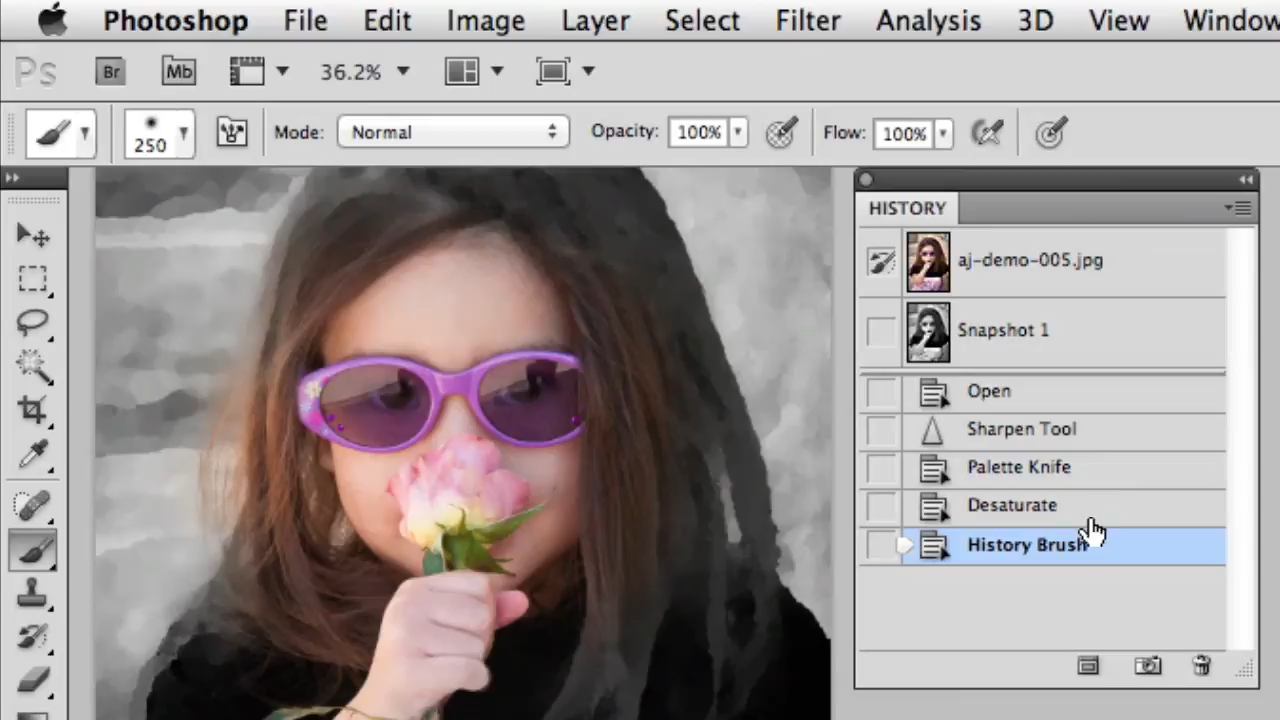 Photoshop File Edit Image Layer Select Filter Analysis 3D View Window
Ps Br Mb 36.2%
250 Mode: Normal Opacity: 100% Flow: 100%
HISTORY
aj-demo-005.jpg
Snapshot 1
Open
Sharpen Tool
Palette Knife
Desaturate
History Brush